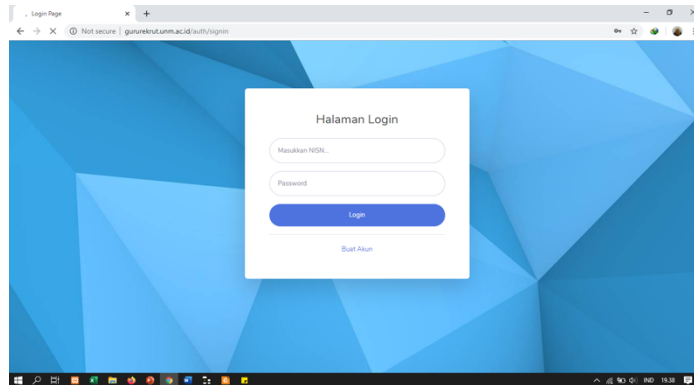 Login Page
Not secure | gururekrut.unm.ac.id/auth/signin
Halaman Login
Masukkan NISN...
Password
Login
Buat Akun
IND 19.38